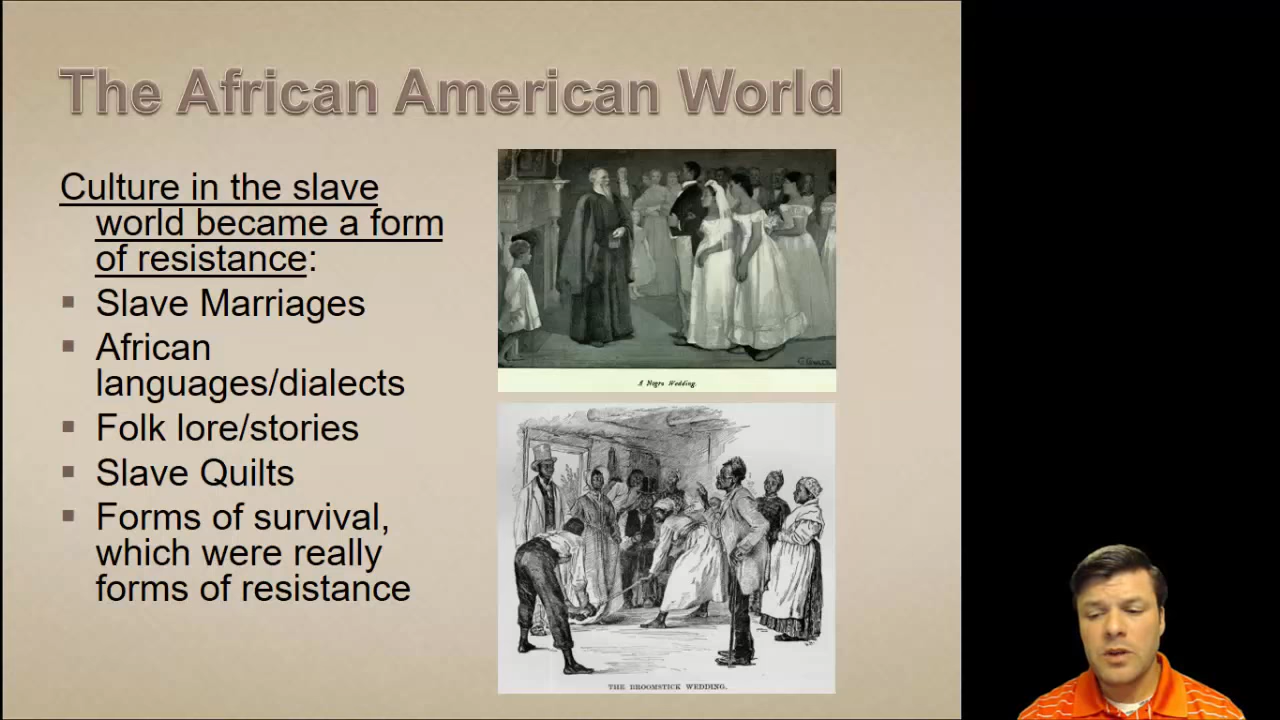 The African American World
Culture in the slave
world became a form
of resistance:
Slave Marriages
African
languages/dialects
Folk lore/stories
Slave Quilts
Forms of survival,
which were really
forms of resistance
A Negro Wedding.
THE BROOMSTICK WEDDING.